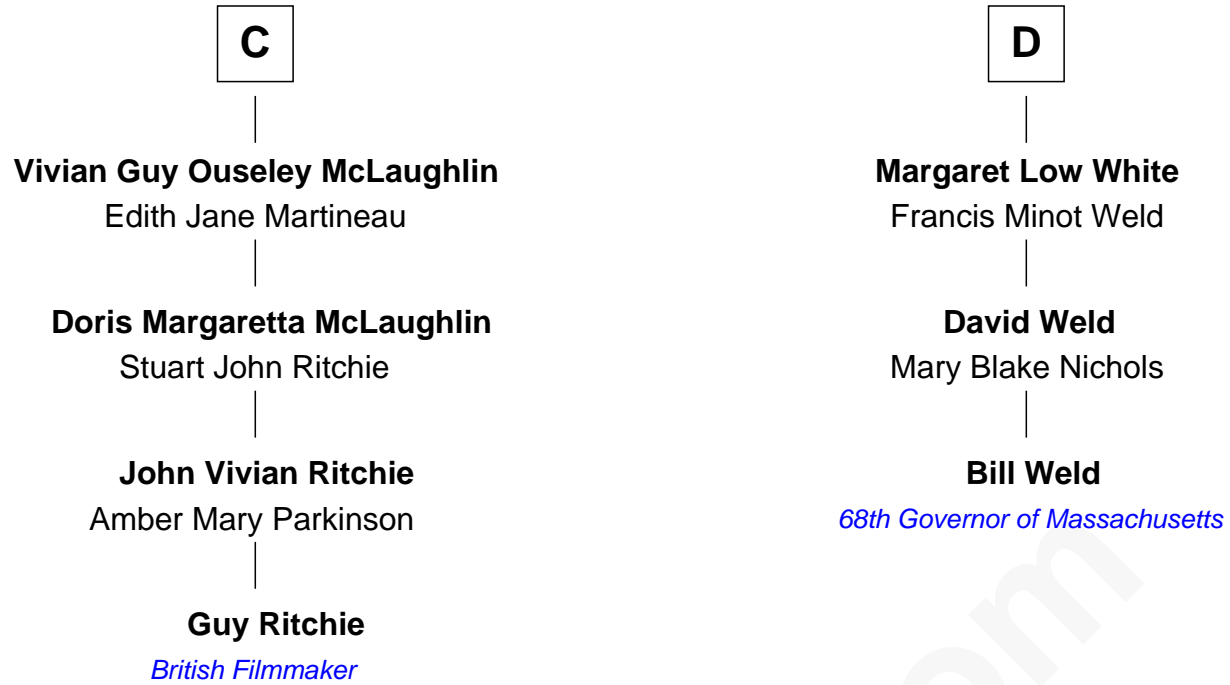 C
Vivian Guy Ouseley McLaughlin
Edith Jane Martineau
Doris Margaretta McLaughlin
Stuart John Ritchie
John Vivian Ritchie
Amber Mary Parkinson
Guy Ritchie
British Filmmaker
D
Margaret Low White
Francis Minot Weld
David Weld
Mary Blake Nichols
Bill Weld
68th Governor of Massachusetts
om